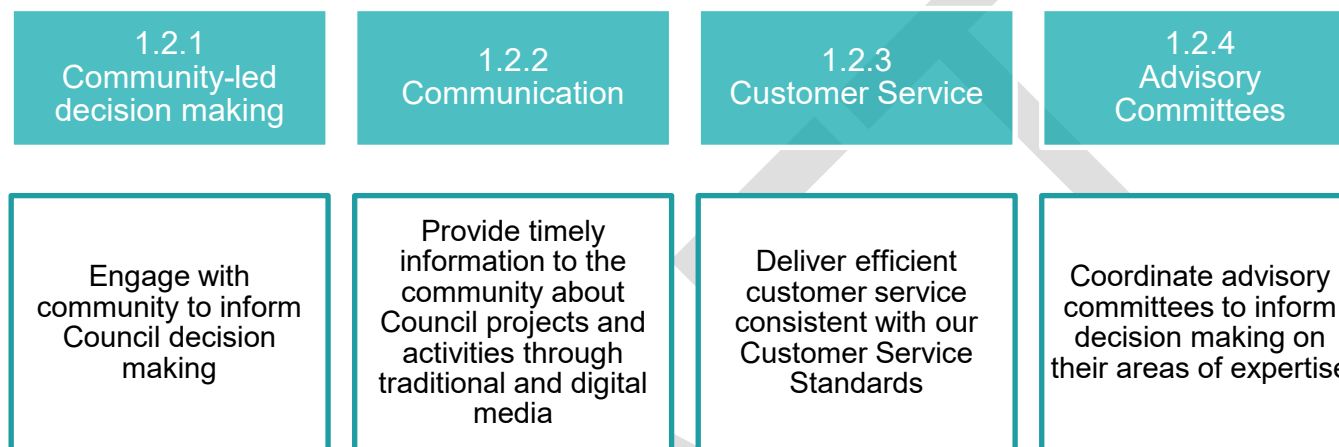 1.2.1
Community-led
decision making
1.2.2
Communication
1.2.3
Customer Service
1.2.4
Advisory
Committees
Engage with
community to inform
Council decision
making
Provide timely
information to the
community about
Council projects and
activities through
traditional and digital
media
Deliver efficient
customer service
consistent with our
Customer Service
Standards
Coordinate advisory
committees to inform
decision making on
their areas of expertise